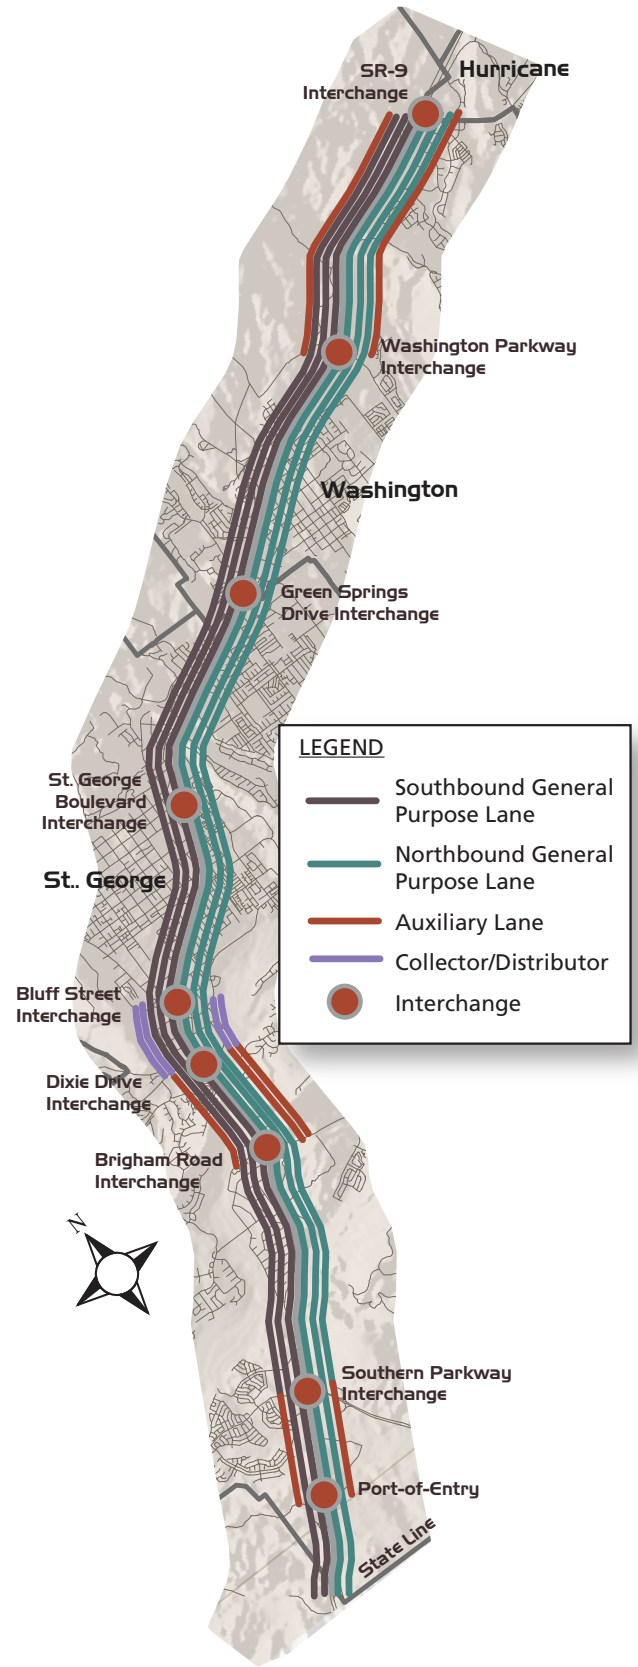 SR-9
Interchange
Hurricane
Washington Parkway
Interchange
Washington
Green Springs
Drive Interchange
LEGEND
Southbound General
Purpose Lane
Northbound General
Purpose Lane
Auxiliary Lane
Collector/Distributor
Interchange
St. George
Boulevard
Interchange
St.. George
Bluff Street
Interchange
Dixie Drive
Interchange
Brigham Road
Interchange
N
Southern Parkway
Interchange
Port-of-Entry
State Line